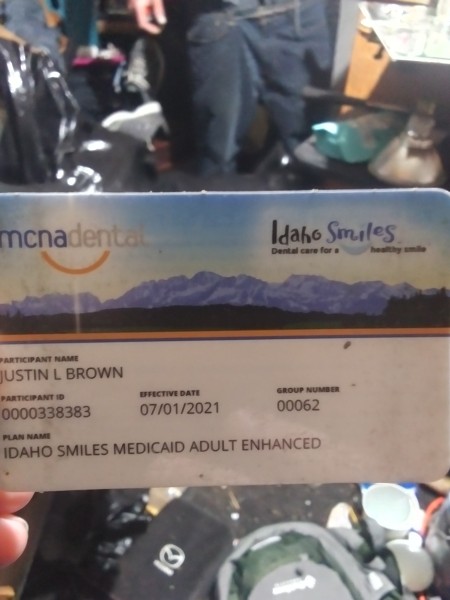 mcnadental
Idaho Smiles
Dental care for a healthy smile
PARTICIPANT NAME
JUSTIN L BROWN
PARTICIPANT ID
0000338383
EFFECTIVE DATE
07/01/2021
GROUP NUMBER
00062
PLAN NAME
IDAHO SMILES MEDICAID ADULT ENHANCED